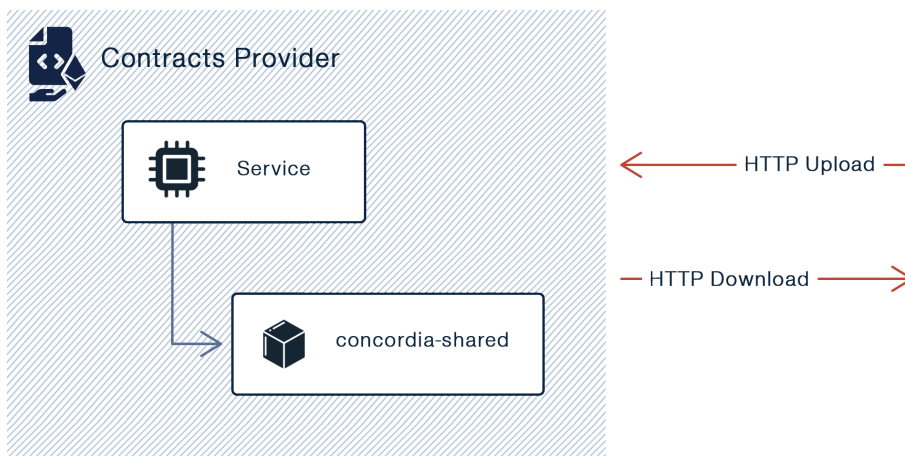 Contracts Provider
Service
HTTP Upload
HTTP Download
concordia-shared